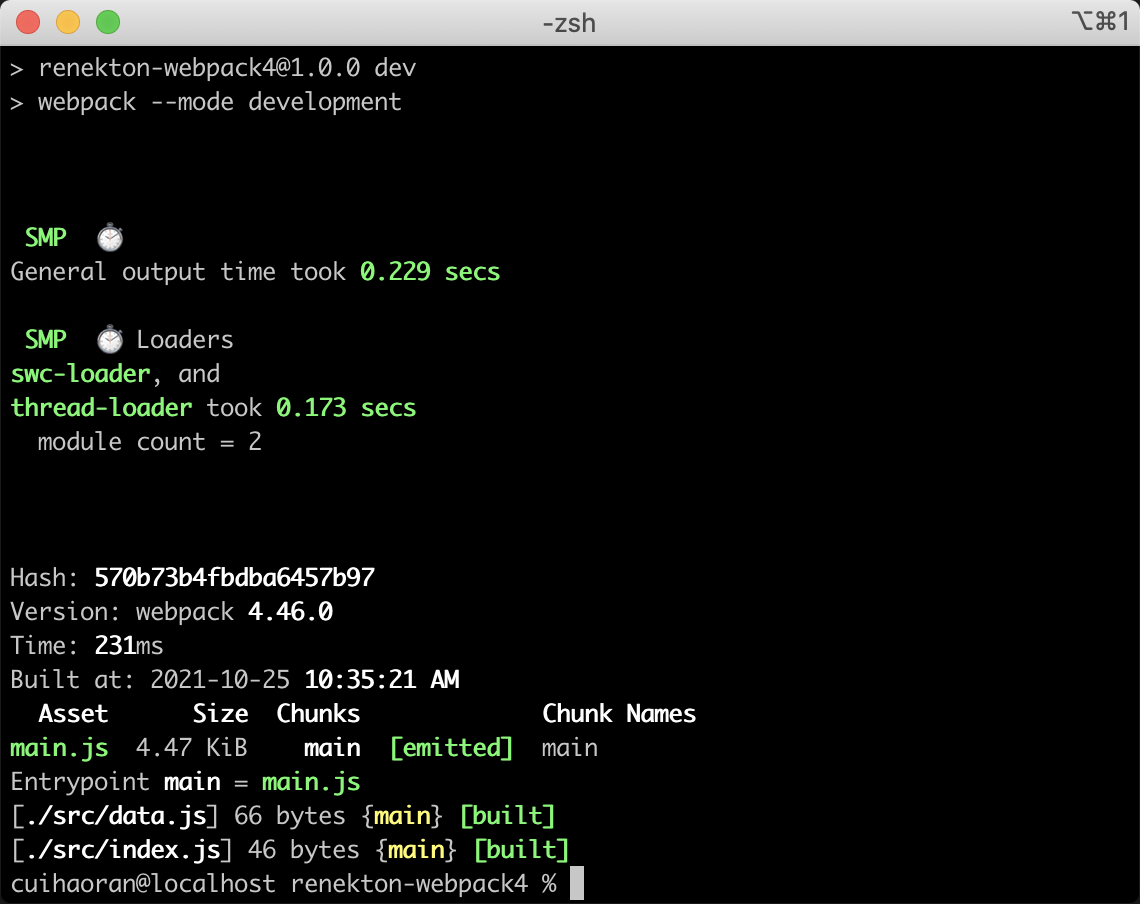 -zsh
⌥⌘1
> renekton-webpack4@1.0.0 dev
> webpack --mode development
SMP ⏱
General output time took 0.229 secs
SMP ⏱ Loaders
swc-loader, and
thread-loader took 0.173 secs
module count = 2
Hash: 570b73b4fbdba6457b97
Version: webpack 4.46.0
Time: 231ms
Built at: 2021-10-25 10:35:21 AM
Asset Size Chunks Chunk Names
main.js 4.47 KiB main [emitted] main
Entrypoint main = main.js
[./src/data.js] 66 bytes {main} [built]
[./src/index.js] 46 bytes {main} [built]
cuihaoran@localhost renekton-webpack4 %